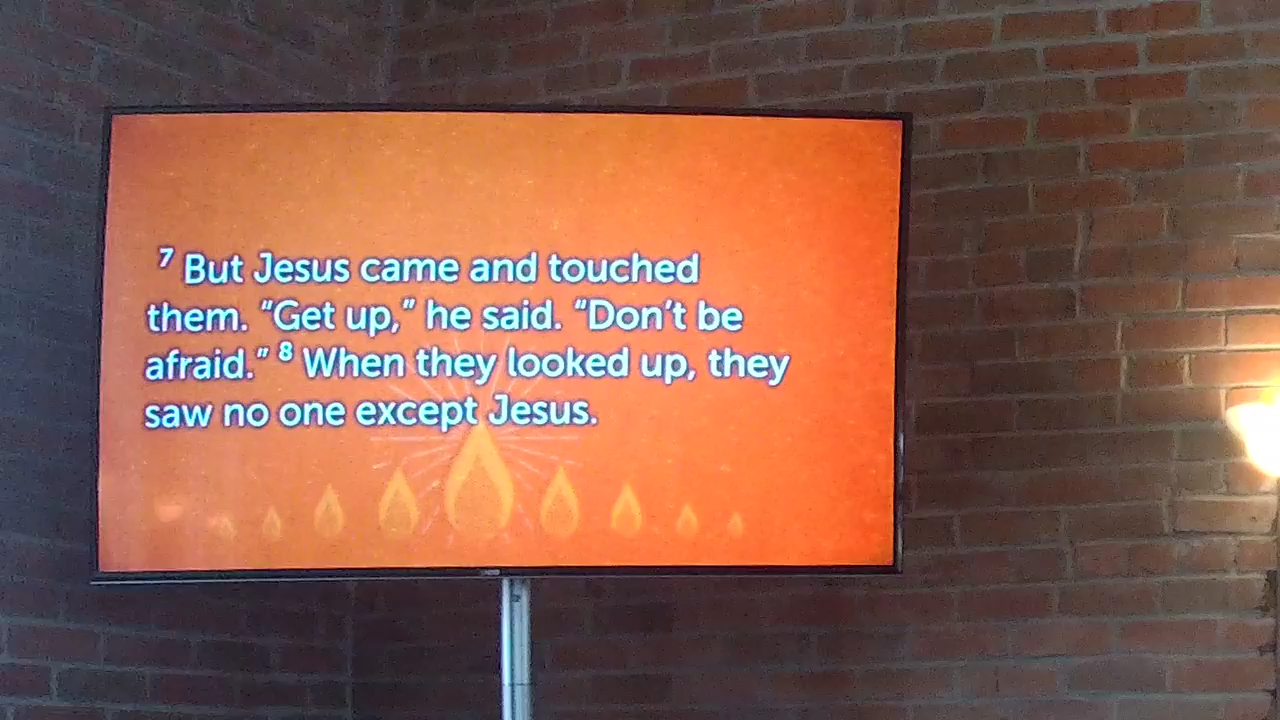 ⁷ But Jesus came and touched
them. “Get up,” he said. “Don’t be
afraid.” ⁸ When they looked up, they
saw no one except Jesus.